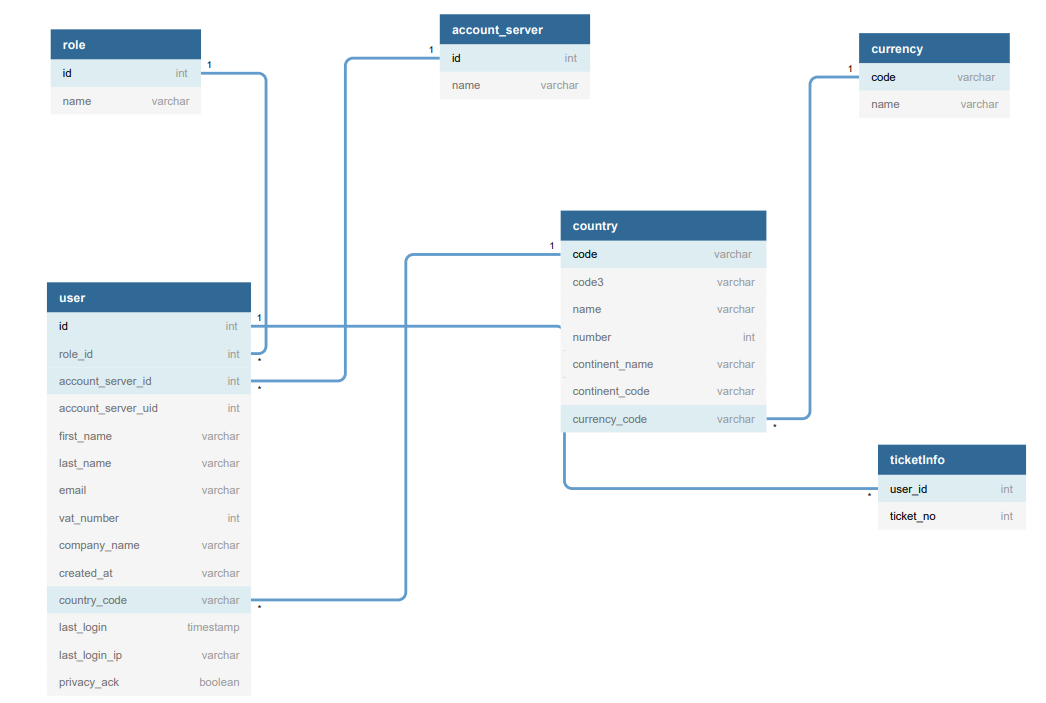 role
id int
name varchar
account_server
id int
name varchar
currency
code varchar
name varchar
country
code varchar
code3 varchar
name varchar
number int
continent_name varchar
continent_code varchar
currency_code varchar
user
id int
role_id int
account_server_id int
account_server_uid int
first_name varchar
last_name varchar
email varchar
vat_number int
company_name varchar
created_at varchar
country_code varchar
last_login timestamp
last_login_ip varchar
privacy_ack boolean
ticketInfo
user_id int
ticket_no int
1
1
1
1
1
*
*
*
*
*